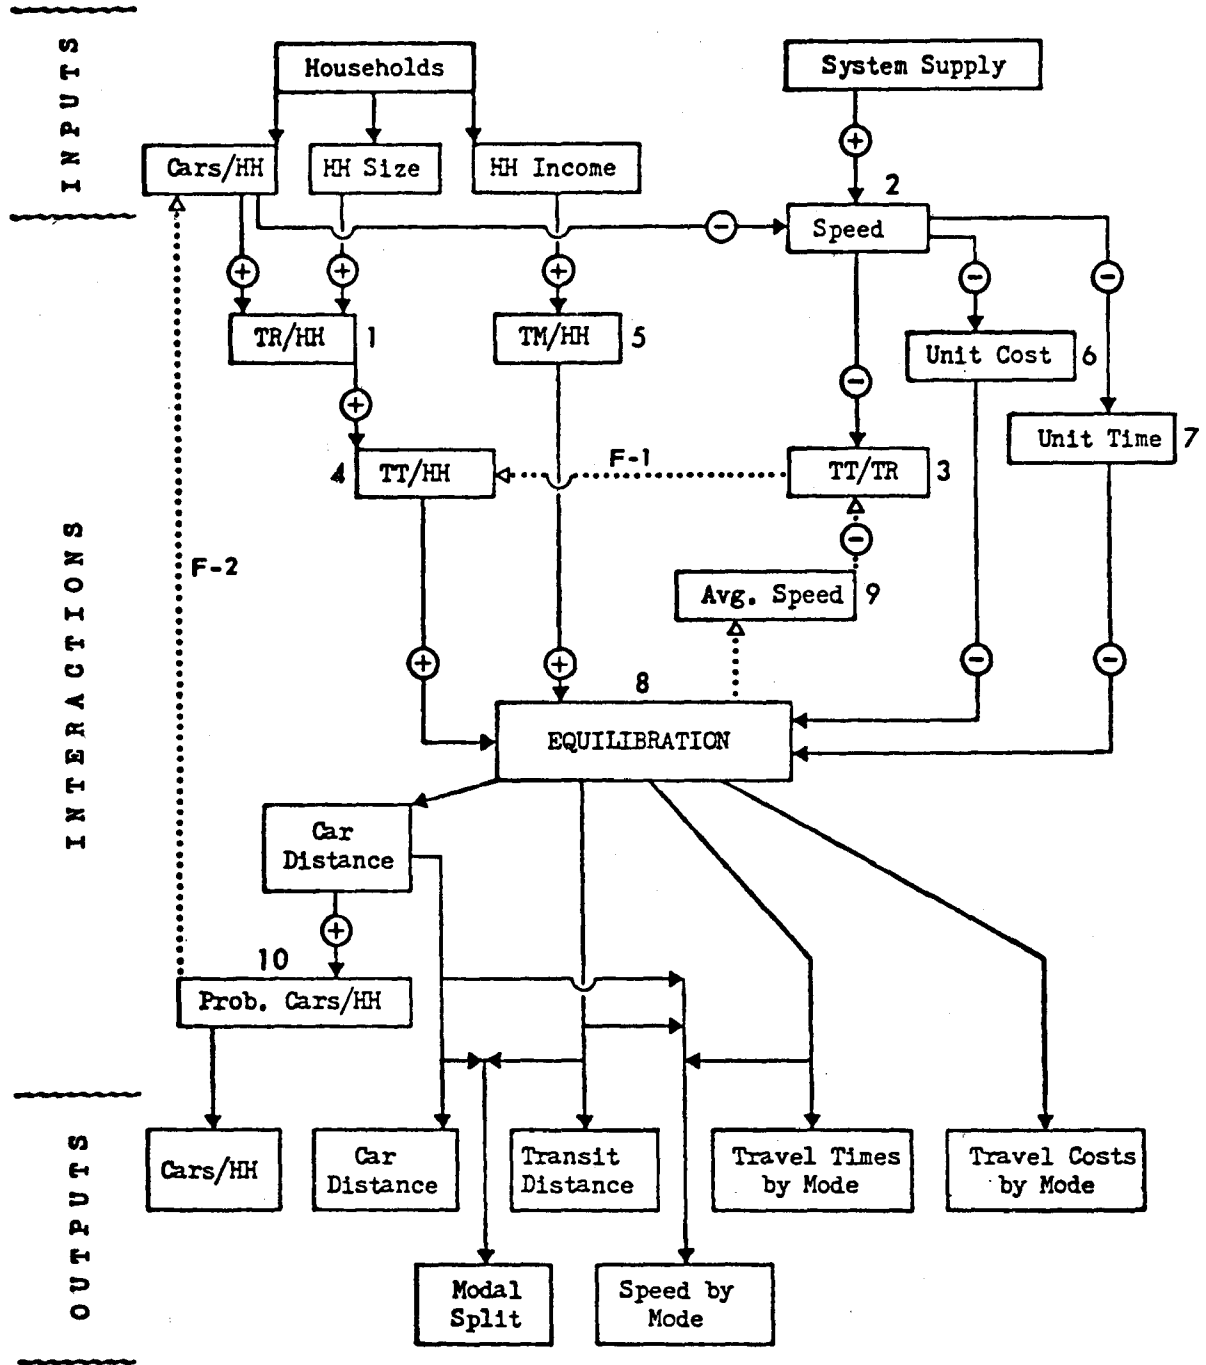 INPUTS
Households
System Supply
+
Cars/HH
HH Size
HH Income
2
Speed
-
+
+
+
-
-
TR/HH
1
TM/HH
5
Unit Cost
6
+
-
Unit Time
7
4
TT/HH
F-1
TT/TR
3
-
INTERACTIONS
F-2
Avg. Speed
9
+
+
-
-
8
EQUILIBRATION
Car
Distance
+
10
Prob. Cars/HH
OUTPUTS
Cars/HH
Car
Distance
Transit
Distance
Travel Times
by Mode
Travel Costs
by Mode
Modal
Split
Speed by
Mode